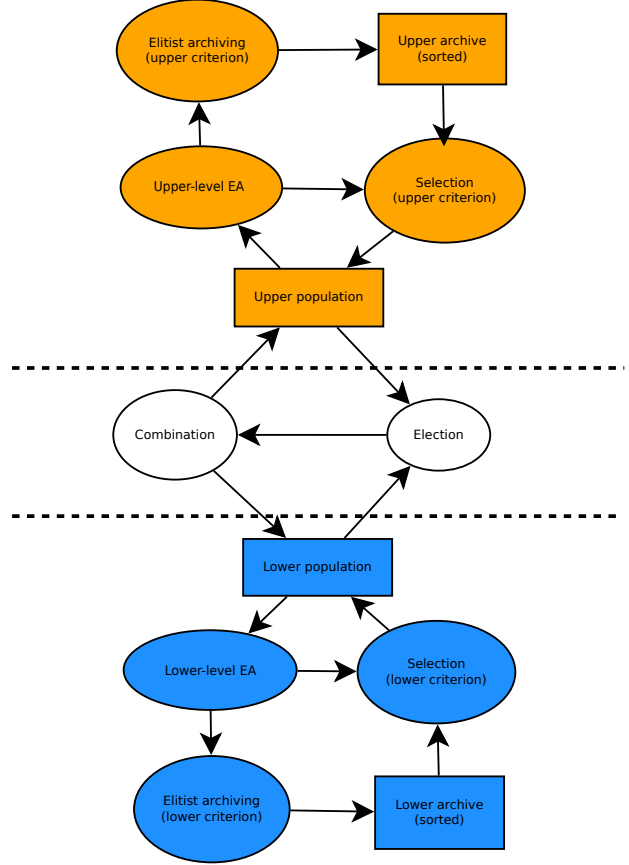 Elitist archiving
(upper criterion)
Upper archive
(sorted)
Upper-level EA
Selection
(upper criterion)
Upper population
Combination
Election
Lower population
Lower-level EA
Selection
(lower criterion)
Elitist archiving
(lower criterion)
Lower archive
(sorted)